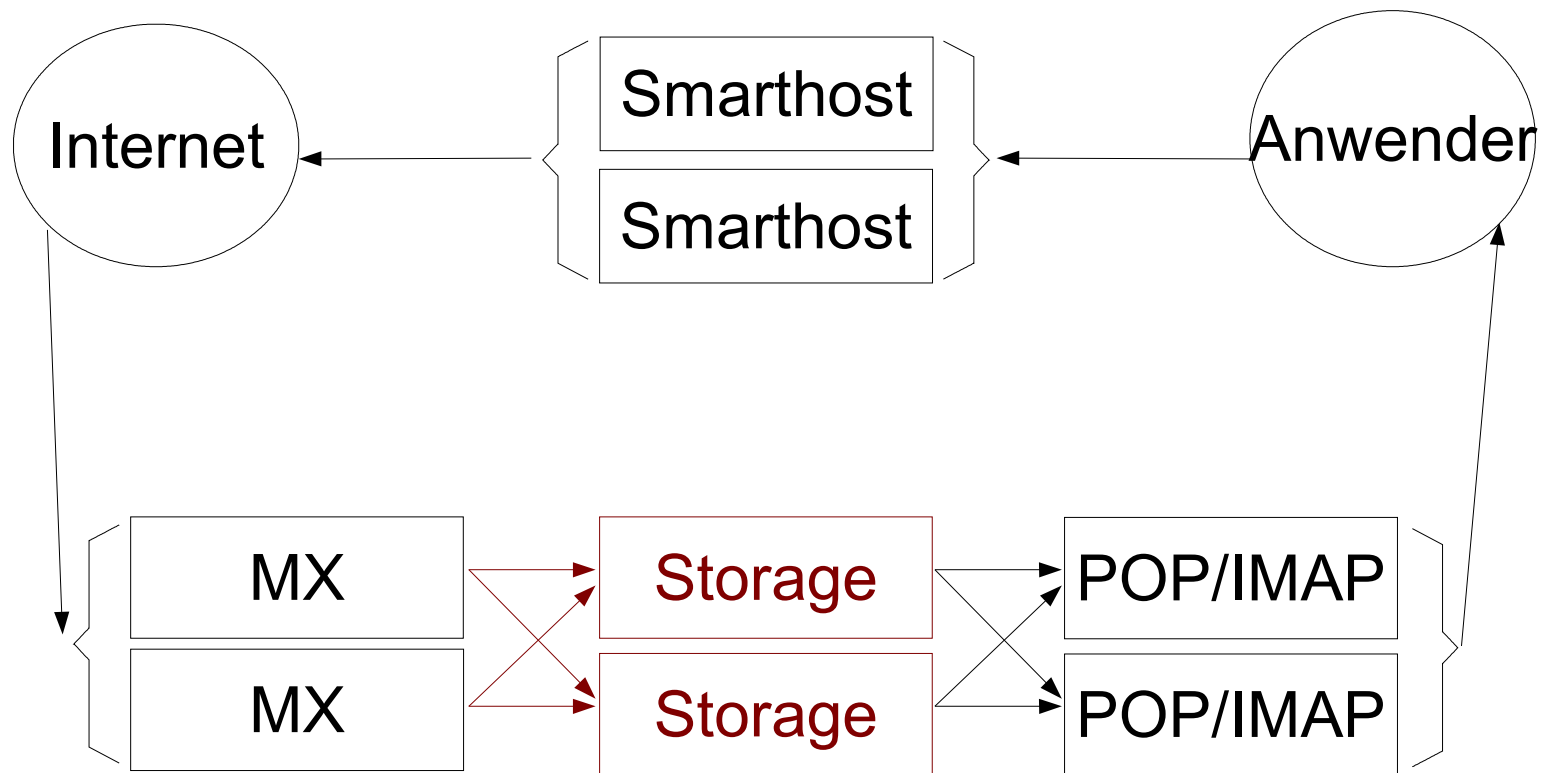 Smarthost
Internet
Anwender
Smarthost
MX
Storage
POP/IMAP
MX
Storage
POP/IMAP